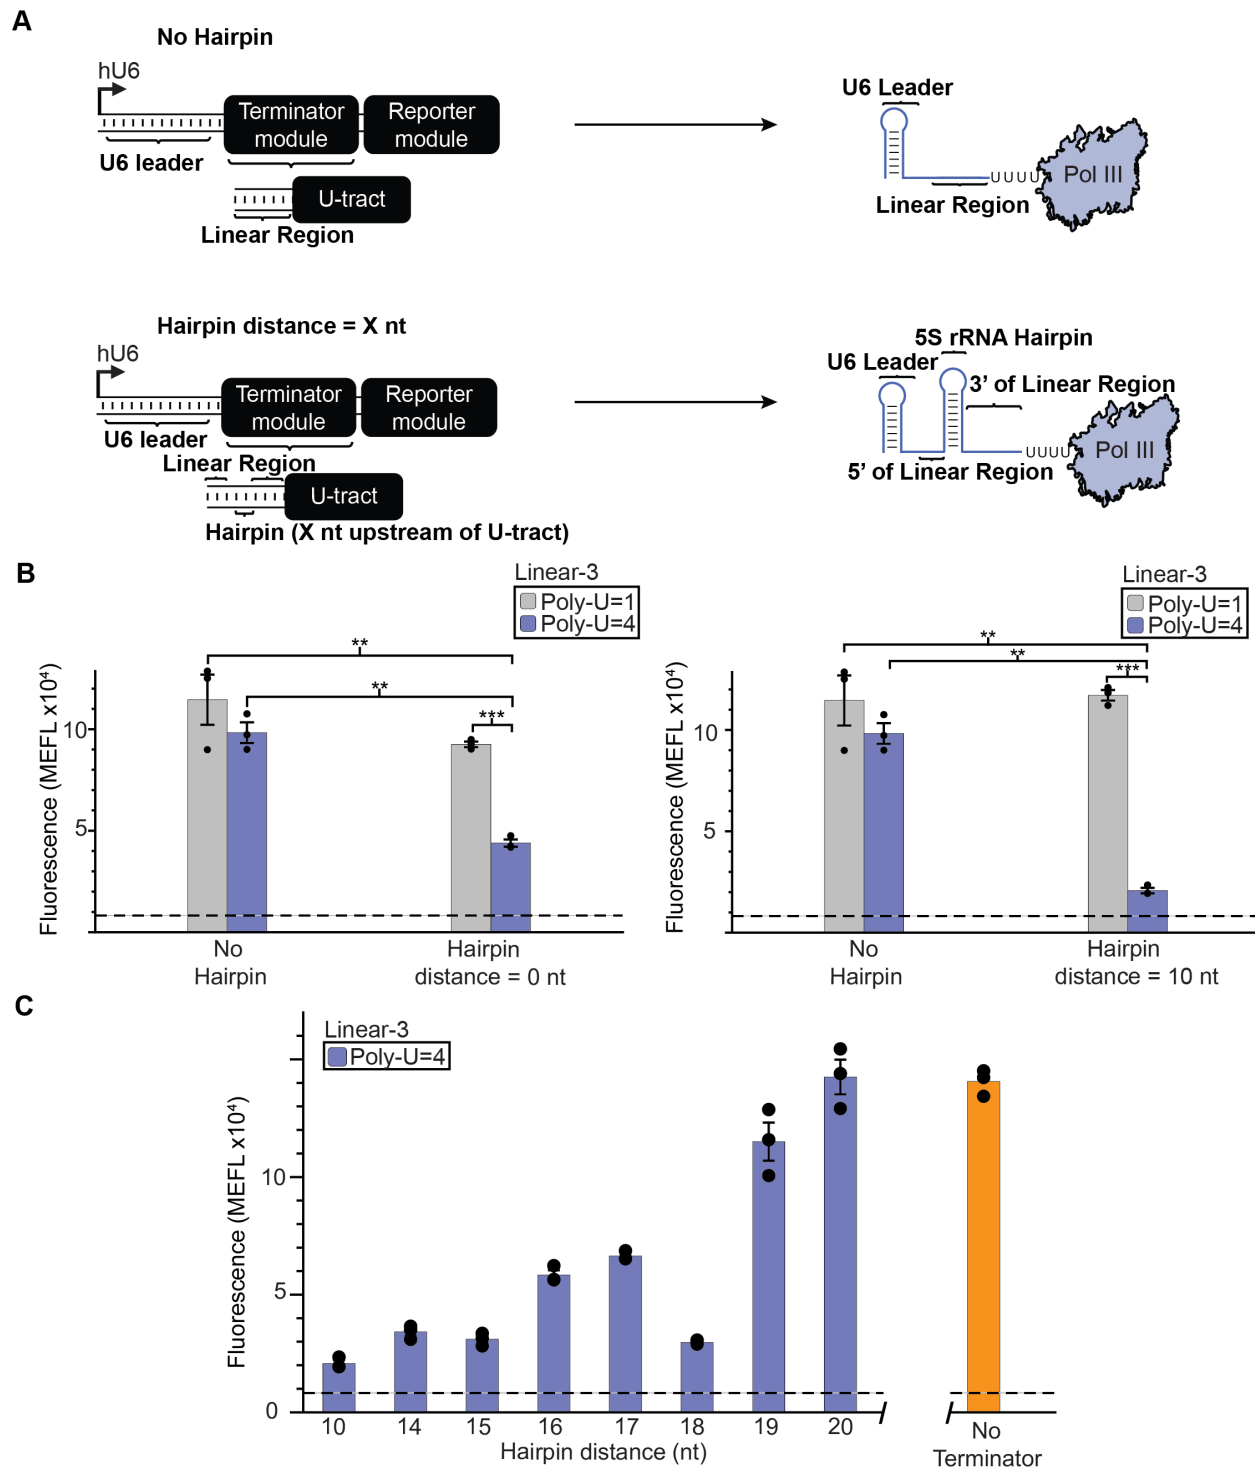 A
No Hairpin
hU6
Terminator
module
Reporter
module
U6 leader
U-tract
Linear Region
U6 Leader
UUUU
Pol III
Linear Region
Hairpin distance = X nt
hU6
Terminator
module
Reporter
module
U6 leader
Linear Region
U-tract
Hairpin (X nt upstream of U-tract)
5S rRNA Hairpin
U6 Leader
3' of Linear Region
UUUU
Pol III
5' of Linear Region
B
Linear-3
Poly-U=1
Poly-U=4
**
**
***
Fluorescence (MEFL x10⁴)
10
5
No
Hairpin
Hairpin
distance = 0 nt
Linear-3
Poly-U=1
Poly-U=4
**
**
***
Fluorescence (MEFL x10⁴)
10
5
No
Hairpin
Hairpin
distance = 10 nt
C
Linear-3
Poly-U=4
Fluorescence (MEFL x10⁴)
10
5
0
10 14 15 16 17 18 19 20
Hairpin distance (nt)
No
Terminator